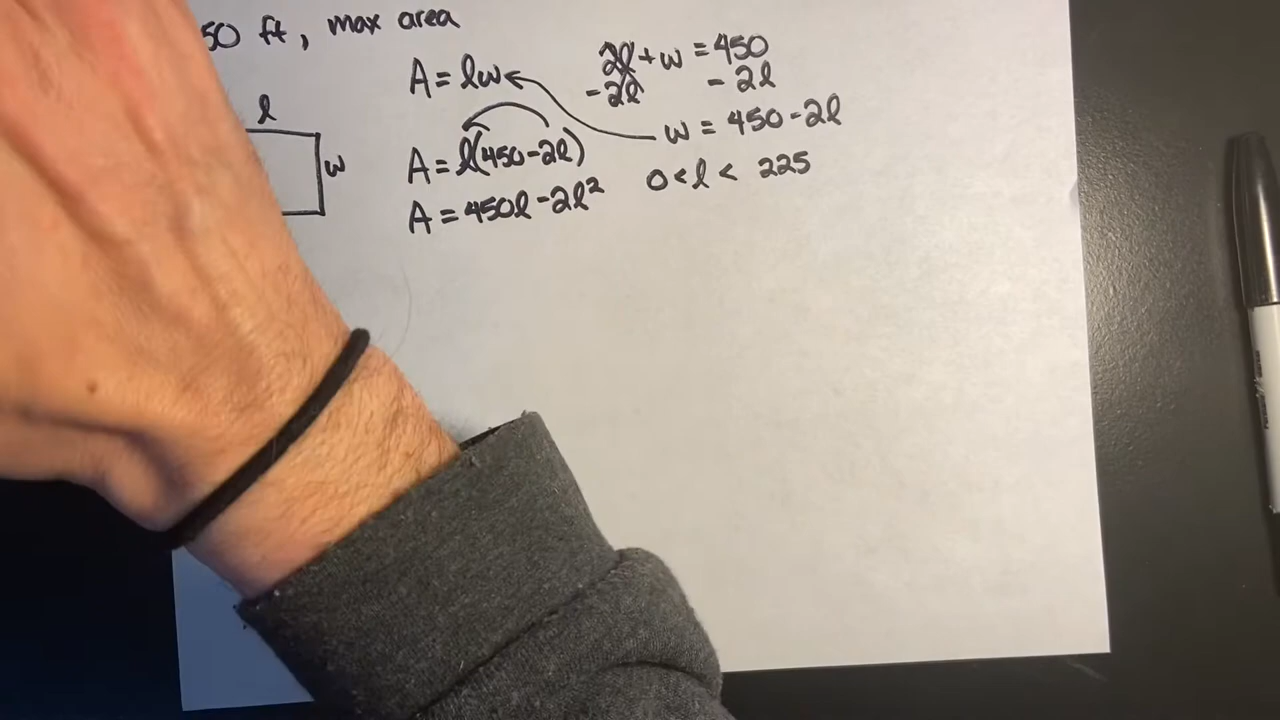 50 ft, max area
l
w
A = lw
A = l(450-2l)
A = 450l - 2l²
2l + w = 450
-2l - 2l
w = 450 - 2l
0 < l < 225